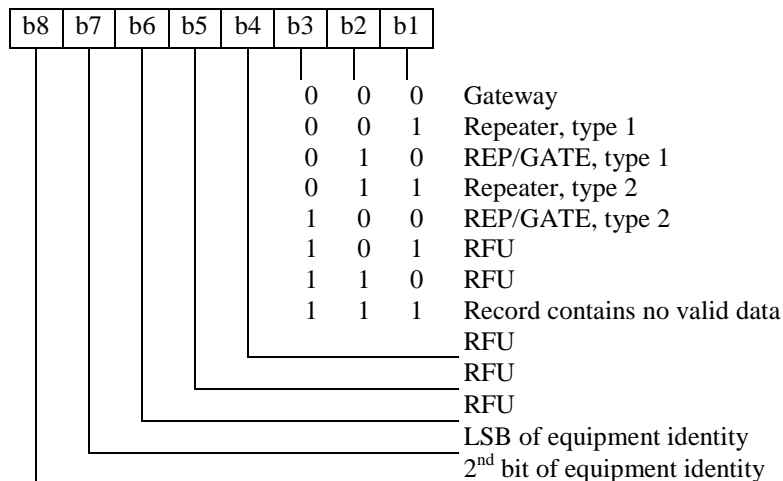 b8 b7 b6 b5 b4 b3 b2 b1
0 0 0 Gateway
0 0 1 Repeater, type 1
0 1 0 REP/GATE, type 1
0 1 1 Repeater, type 2
1 0 0 REP/GATE, type 2
1 0 1 RFU
1 1 0 RFU
1 1 1 Record contains no valid data
RFU
RFU
RFU
LSB of equipment identity
2nd bit of equipment identity